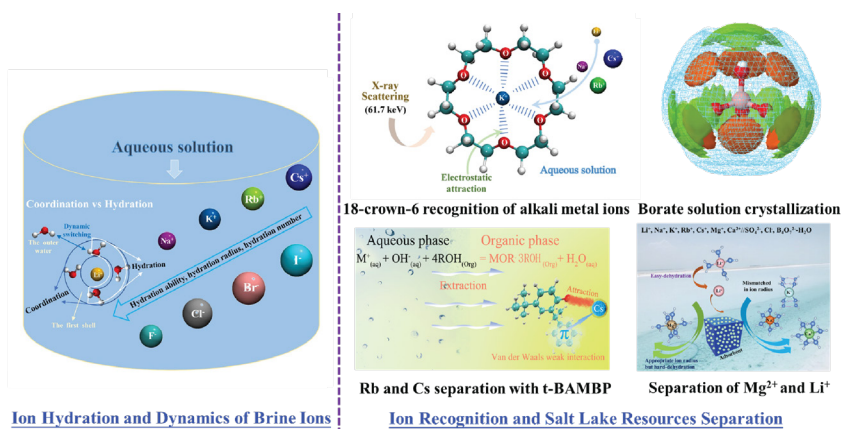 Aqueous solution
Coordination vs Hydration
Dynamic
switching
The outer
water
Hydration
Coordination
The first shell
Hydration ability, hydration radius, hydration number
Cs⁺
Rb⁺
K⁺
Na⁺
I⁻
Br⁻
Cl⁻
F⁻
Ion Hydration and Dynamics of Brine Ions
X-ray
Scattering
(61.7 keV)
O
O
O
O
O
O
K⁺
Na⁺
Cs⁺
Rb⁺
Electrostatic
attraction
Aqueous solution
18-crown-6 recognition of alkali metal ions
Borate solution crystallization
Aqueous phase
Organic phase
M⁺(aq) + OH⁻(aq) + 4ROH(Org) = MOR·3ROH(Org) + H₂O(aq)
Extraction
Attraction
Cs
π
Van der Waals weak interaction
Rb and Cs separation with t-BAMBP
Li⁺, Na⁺, K⁺, Rb⁺, Cs⁺, Mg²⁺, Ca²⁺//SO₄²⁻, Cl⁻, B₄O₇²⁻-H₂O
Easy-dehydration
Mismatched
in ion radius
Adsorbent
Appropriate ion radius
but hard-dehydration
Separation of Mg²⁺ and Li⁺
Ion Recognition and Salt Lake Resources Separation